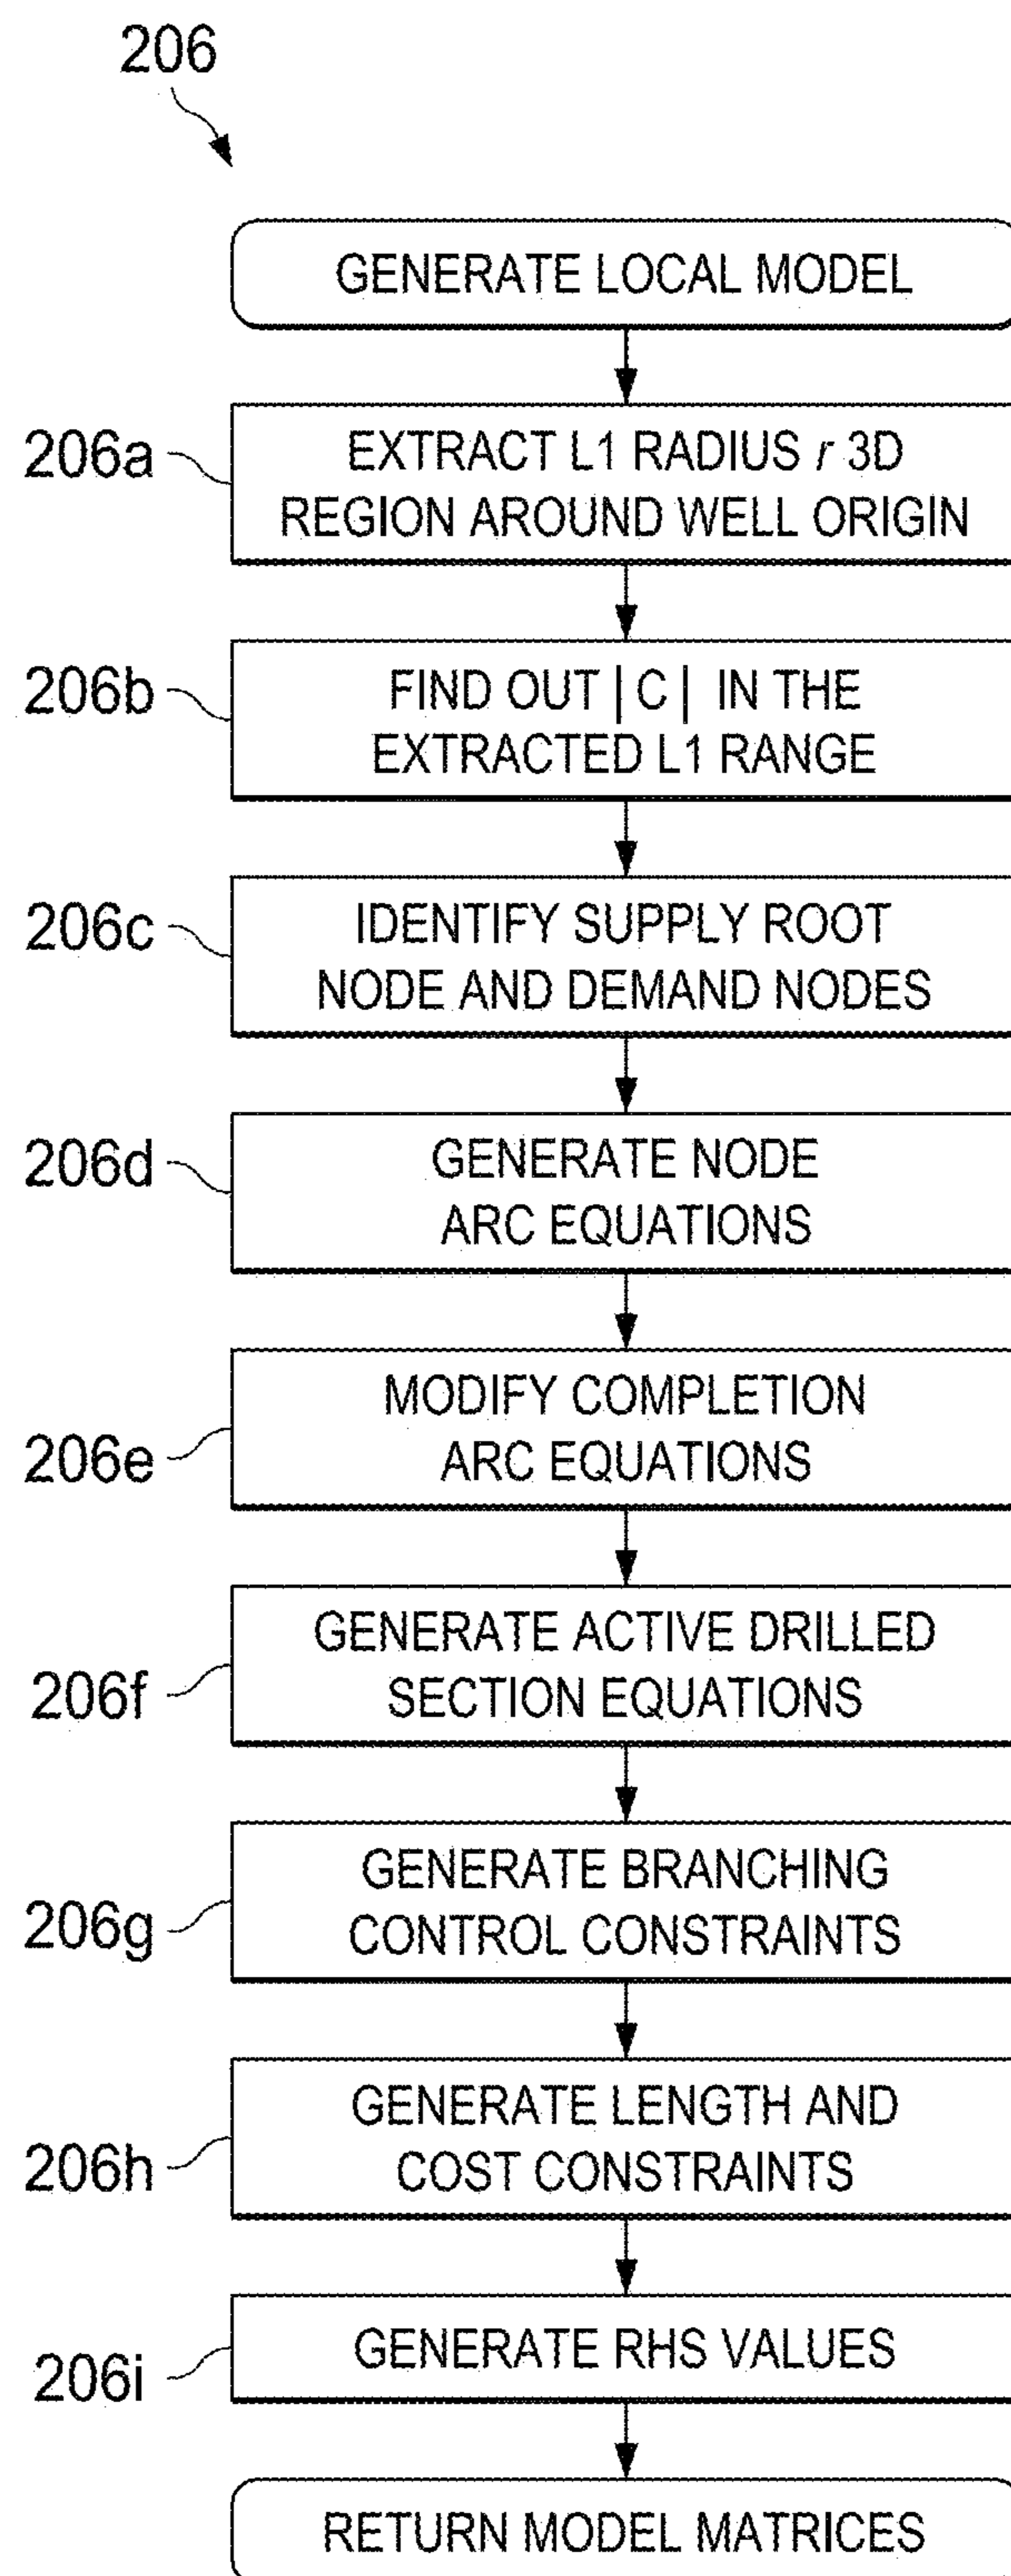 206
GENERATE LOCAL MODEL
206a
EXTRACT L1 RADIUS r 3D
REGION AROUND WELL ORIGIN
206b
FIND OUT | C | IN THE
EXTRACTED L1 RANGE
206c
IDENTIFY SUPPLY ROOT
NODE AND DEMAND NODES
206d
GENERATE NODE
ARC EQUATIONS
206e
MODIFY COMPLETION
ARC EQUATIONS
206f
GENERATE ACTIVE DRILLED
SECTION EQUATIONS
206g
GENERATE BRANCHING
CONTROL CONSTRAINTS
206h
GENERATE LENGTH AND
COST CONSTRAINTS
206i
GENERATE RHS VALUES
RETURN MODEL MATRICES